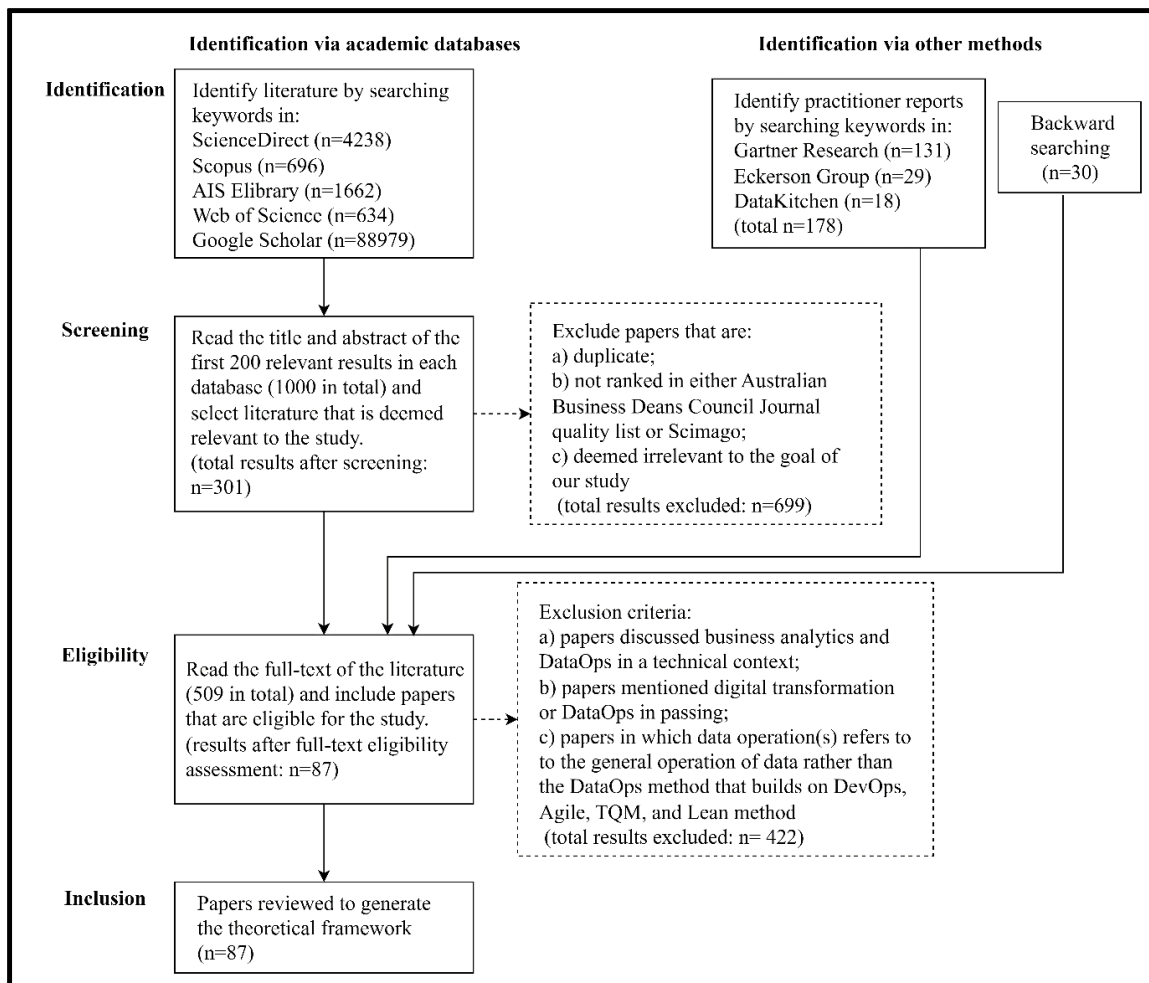 Identification via academic databases
Identification via other methods
Identification
Identify literature by searching
keywords in:
ScienceDirect (n=4238)
Scopus (n=696)
AIS Elibrary (n=1662)
Web of Science (n=634)
Google Scholar (n=88979)
Identify practitioner reports
by searching keywords in:
Gartner Research (n=131)
Eckerson Group (n=29)
DataKitchen (n=18)
(total n=178)
Backward
searching
(n=30)
Screening
Read the title and abstract of the
first 200 relevant results in each
database (1000 in total) and
select literature that is deemed
relevant to the study.
(total results after screening:
n=301)
Exclude papers that are:
a) duplicate;
b) not ranked in either Australian
Business Deans Council Journal
quality list or Scimago;
c) deemed irrelevant to the goal of
our study
(total results excluded: n=699)
Eligibility
Read the full-text of the literature
(509 in total) and include papers
that are eligible for the study.
(results after full-text eligibility
assessment: n=87)
Exclusion criteria:
a) papers discussed business analytics and
DataOps in a technical context;
b) papers mentioned digital transformation
or DataOps in passing;
c) papers in which data operation(s) refers to
to the general operation of data rather than
the DataOps method that builds on DevOps,
Agile, TQM, and Lean method
(total results excluded: n= 422)
Inclusion
Papers reviewed to generate
the theoretical framework
(n=87)